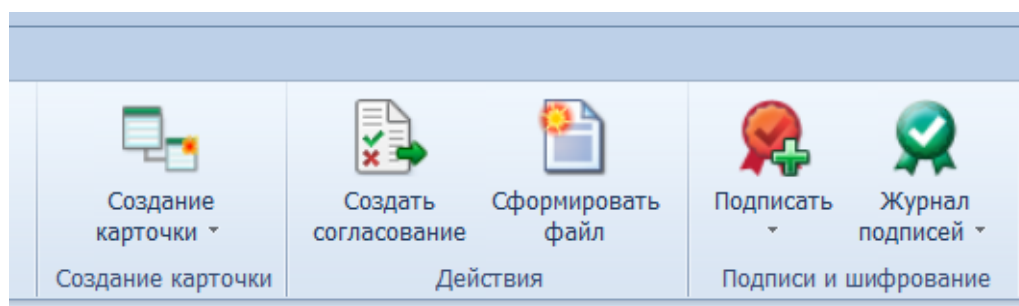 Создание
карточки
Создать
согласование
Сформировать
файл
Подписать
Журнал
подписей
Создание карточки
Действия
Подписи и шифрование